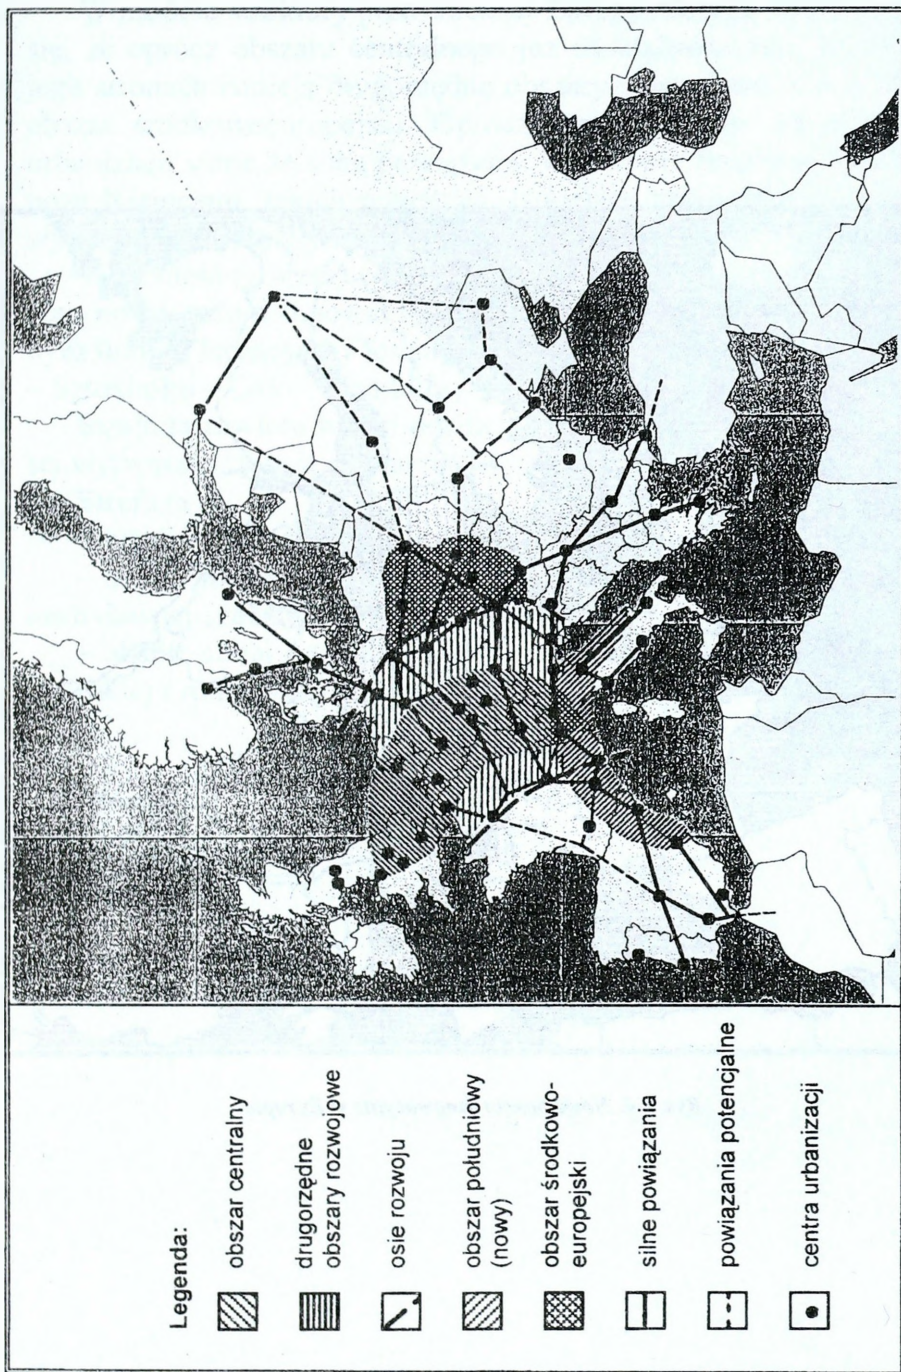 Legenda:
obszar centralny
drugorzędne
obszary rozwojowe
osie rozwoju
obszar południowy
(nowy)
obszar środkowo-
europejski
silne powiązania
powiązania potencjalne
centra urbanizacji